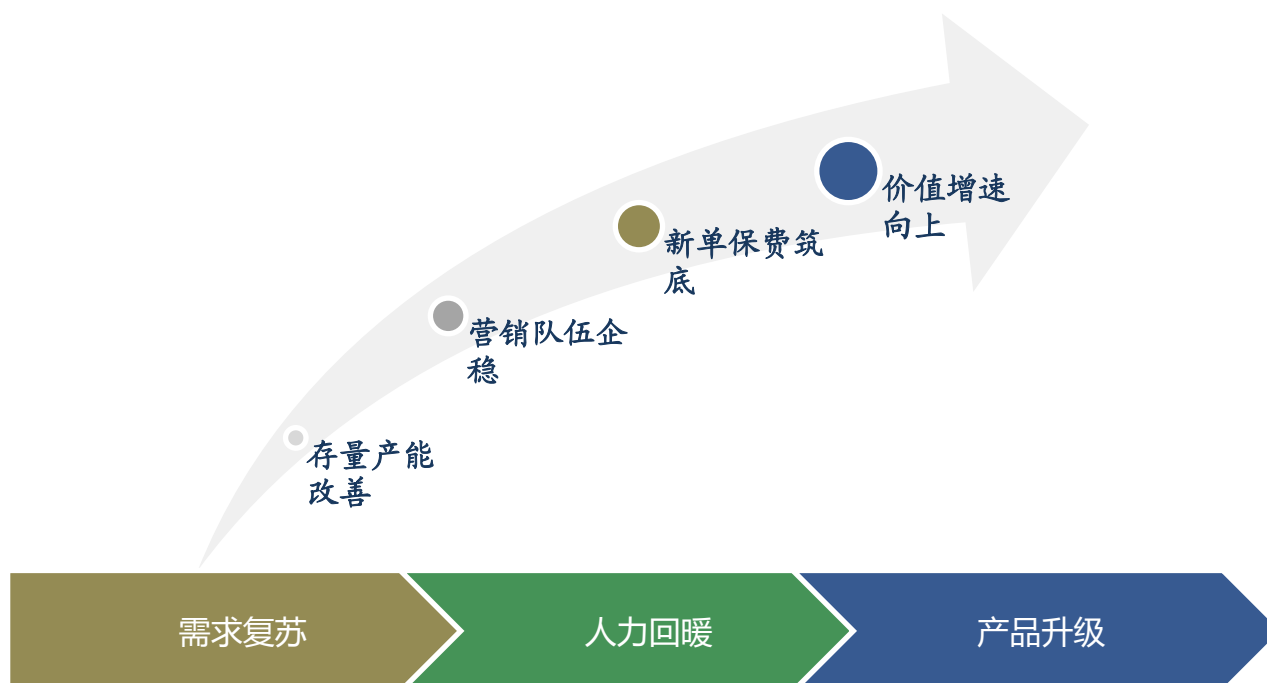 价值增速
向上
新单保费筑
底
营销队伍企
稳
存量产能
改善
需求复苏
人力回暖
产品升级